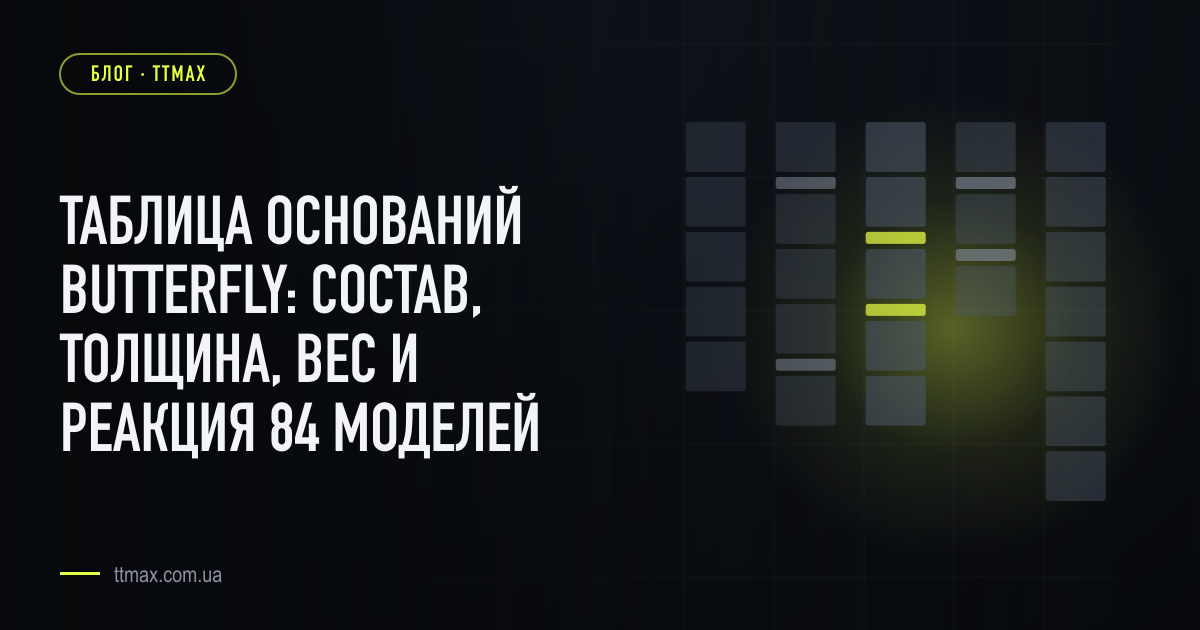 БЛОГ · TTMAX
ТАБЛИЦА ОСНОВАНИЙ
BUTTERFLY: СОСТАВ,
ТОЛЩИНА, ВЕС И
РЕАКЦИЯ 84 МОДЕЛЕЙ
ttmax.com.ua